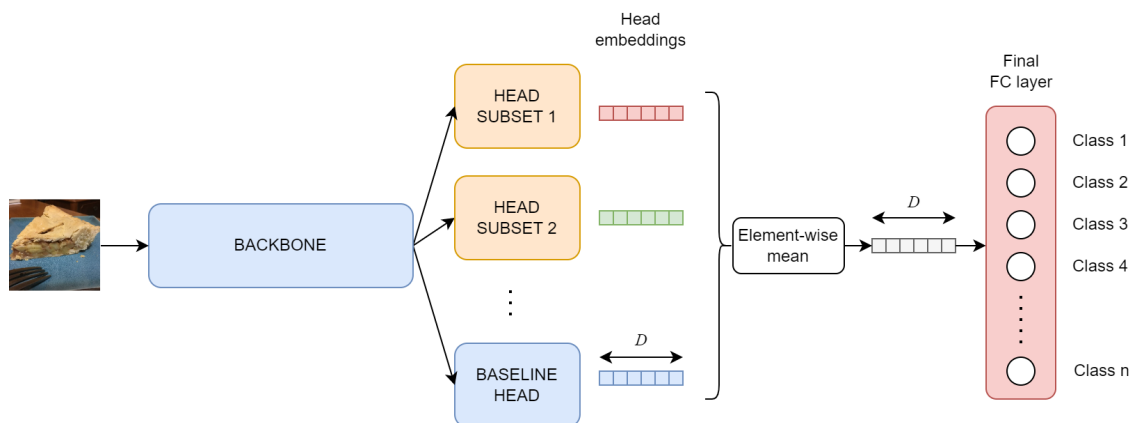 Head
embeddings
Final
FC layer
HEAD
SUBSET 1
Class 1
Class 2
HEAD
SUBSET 2
D
Class 3
BACKBONE
Element-wise
mean
Class 4
D
BASELINE
HEAD
Class n